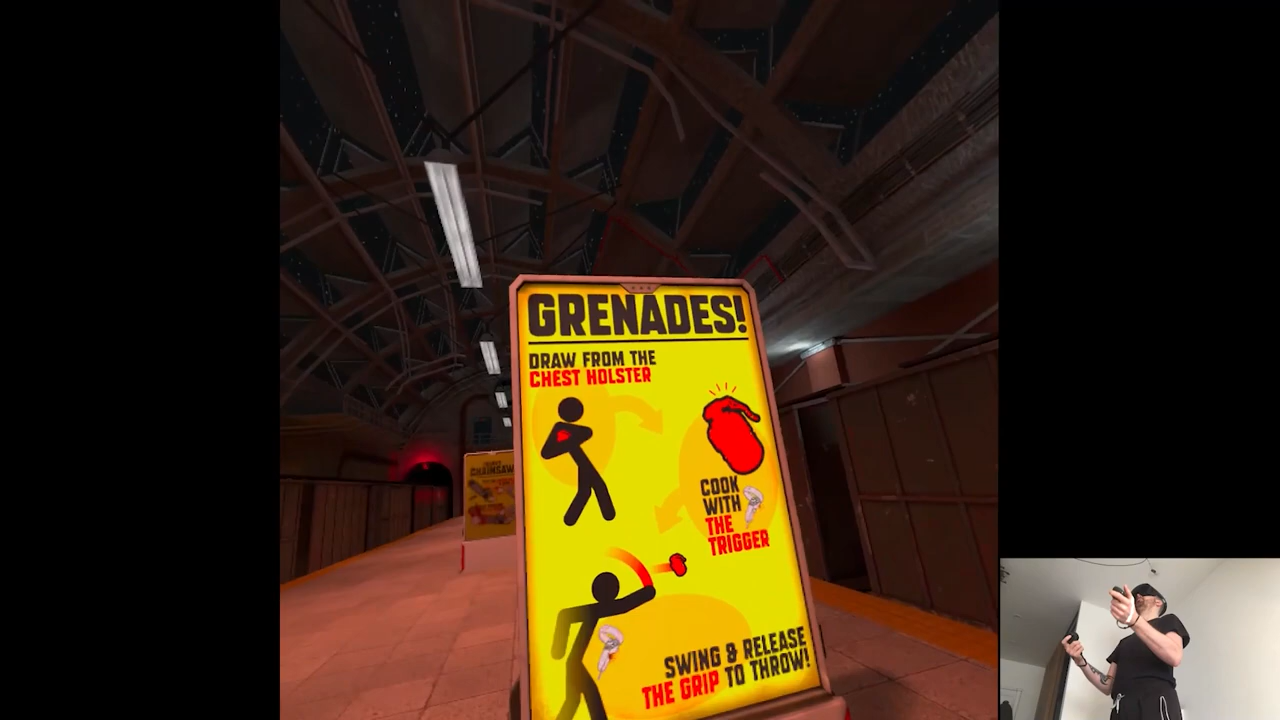 GRENADES!
DRAW FROM THE
CHEST HOLSTER
COOK
WITH
THE
TRIGGER
SWING & RELEASE
THE GRIP TO THROW!
CHAINSAW